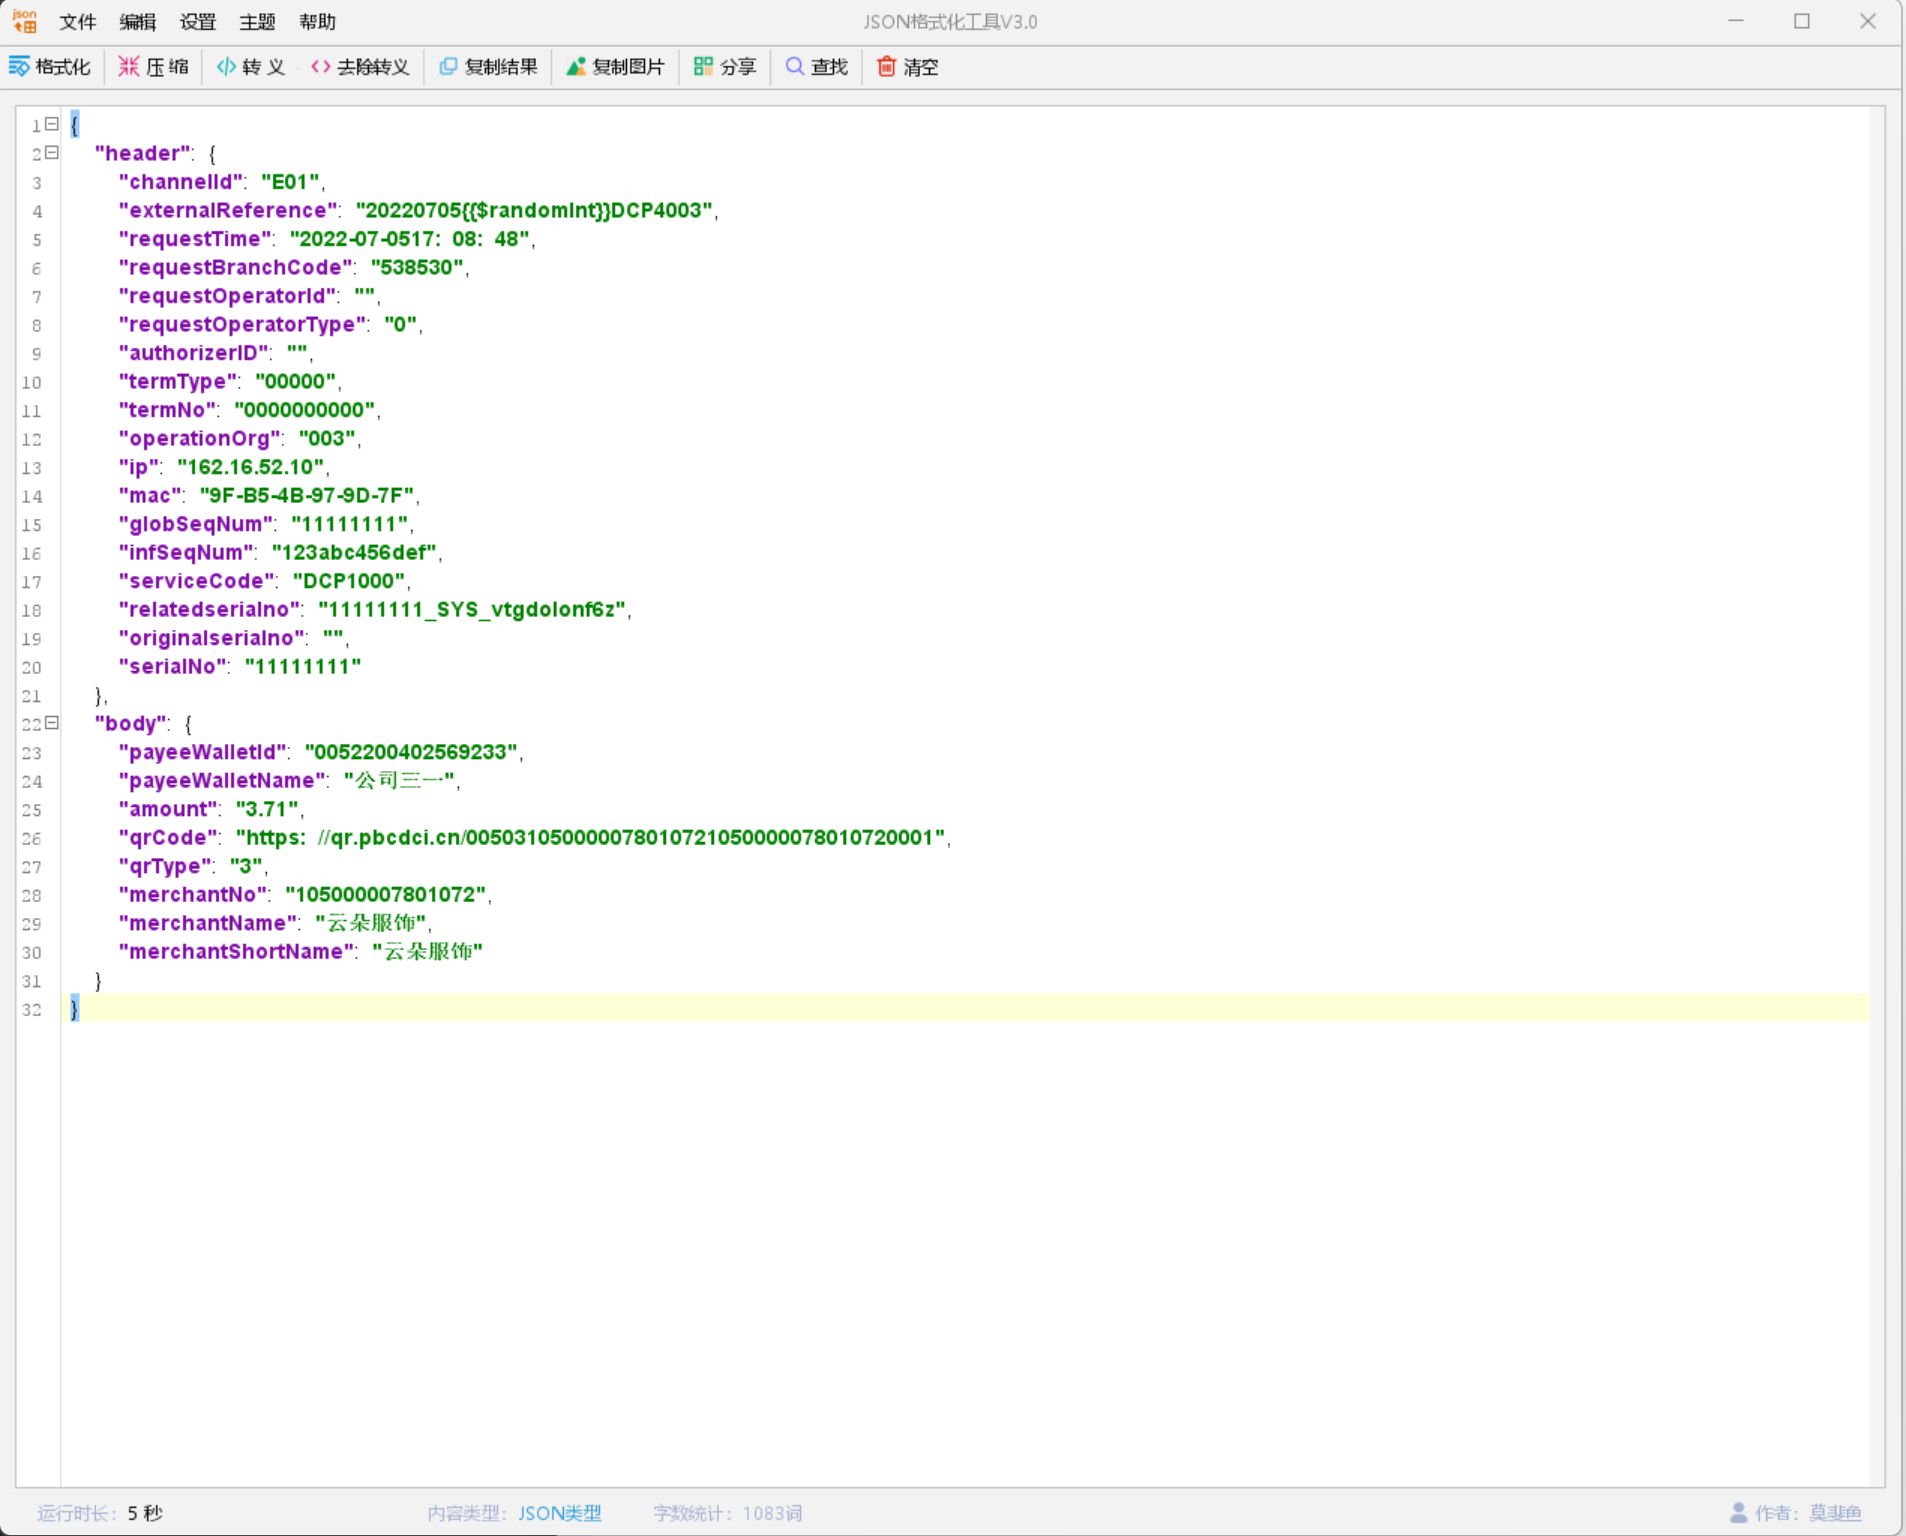 json
文件 编辑 设置 主题 帮助 JSON格式化工具V3.0
格式化 压 缩 转 义 去除转义 复制结果 复制图片 分享 查找 清空
1 {
2 "header": {
3 "channelId": "E01",
4 "externalReference": "20220705{{$randomInt}}DCP4003",
5 "requestTime": "2022-07-0517: 08: 48",
6 "requestBranchCode": "538530",
7 "requestOperatorId": "",
8 "requestOperatorType": "0",
9 "authorizerID": "",
10 "termType": "00000",
11 "termNo": "0000000000",
12 "operationOrg": "003",
13 "ip": "162.16.52.10",
14 "mac": "9F-B5-4B-97-9D-7F",
15 "globSeqNum": "11111111",
16 "infSeqNum": "123abc456def",
17 "serviceCode": "DCP1000",
18 "relatedserialno": "11111111_SYS_vtgdolonf6z",
19 "originalserialno": "",
20 "serialNo": "11111111"
21 },
22 "body": {
23 "payeeWalletId": "0052200402569233",
24 "payeeWalletName": "公司三一",
25 "amount": "3.71",
26 "qrCode": "https: //qr.pbcdci.cn/0050310500000780107210500000078010720001",
27 "qrType": "3",
28 "merchantNo": "105000007801072",
29 "merchantName": "云朵服饰",
30 "merchantShortName": "云朵服饰"
31 }
32 }
运行时长: 5 秒 内容类型: JSON类型 字数统计: 1083词 作者: 莫斐鱼